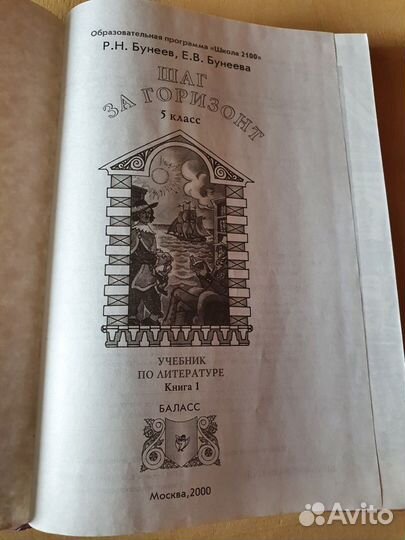 Образовательная программа «Школа 2100»
Р.Н. Бунеев, Е.В. Бунеева
ШАГ
ЗА ГОРИЗОНТ
5 класс
УЧЕБНИК
ПО ЛИТЕРАТУРЕ
Книга 1
БАЛАСС
Москва, 2000
Avito